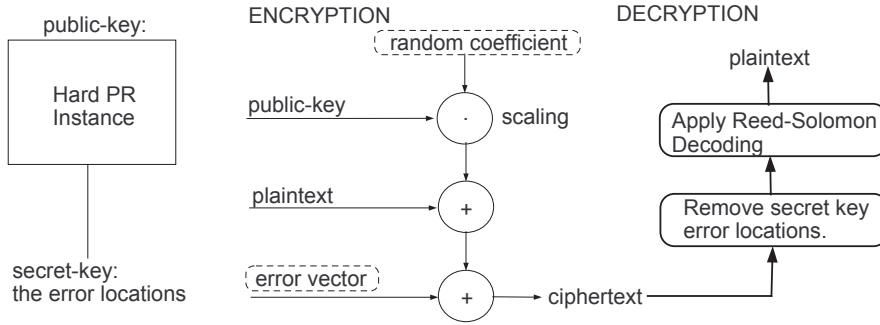 public-key:
Hard PR
Instance
secret-key:
the error locations
ENCRYPTION
random coefficient
public-key
·
scaling
plaintext
+
error vector
+
ciphertext
DECRYPTION
plaintext
Apply Reed-Solomon
Decoding
Remove secret key
error locations.